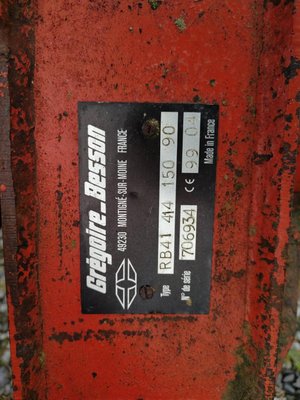 Grégoire_Besson
49230 MONTIGNÉ-SUR-MOINE FRANCE
Type RB41 414 150 90
N° de série 706934 CE 99 04
Made in France